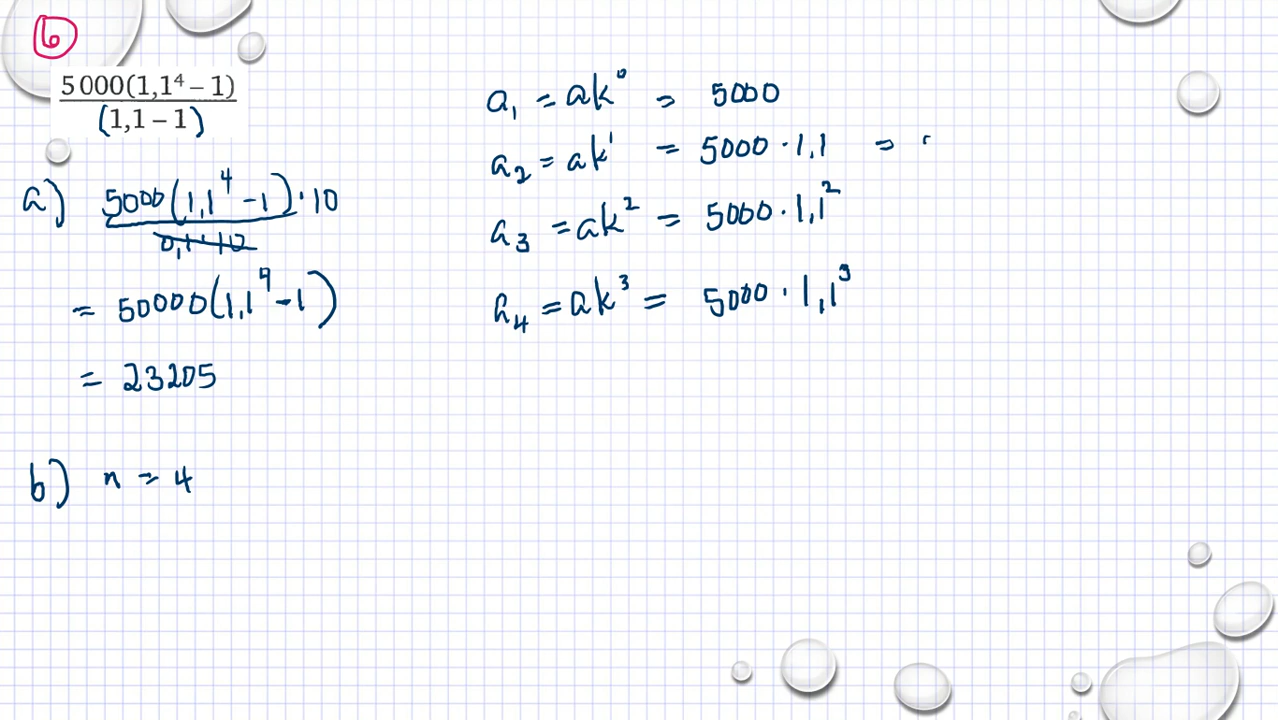 6
5 000(1,1⁴ – 1)
(1,1 – 1)
a) 5000(1,1⁴ - 1) · 10
0,1 · 10
= 50000(1,1⁴ - 1)
= 23205
b) n = 4
a₁ = ak⁰ = 5000
a₂ = ak¹ = 5000 · 1,1 =
a₃ = ak² = 5000 · 1,1²
a₄ = ak³ = 5000 · 1,1³